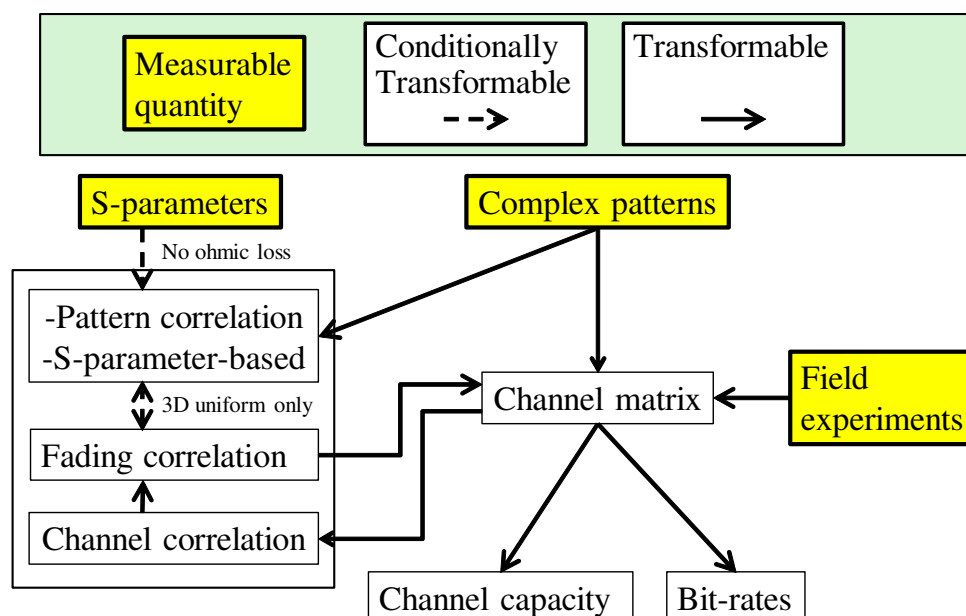 Measurable
quantity
Conditionally
Transformable
Transformable
S-parameters
Complex patterns
No ohmic loss
-Pattern correlation
-S-parameter-based
3D uniform only
Fading correlation
Channel correlation
Channel matrix
Field
experiments
Channel capacity
Bit-rates